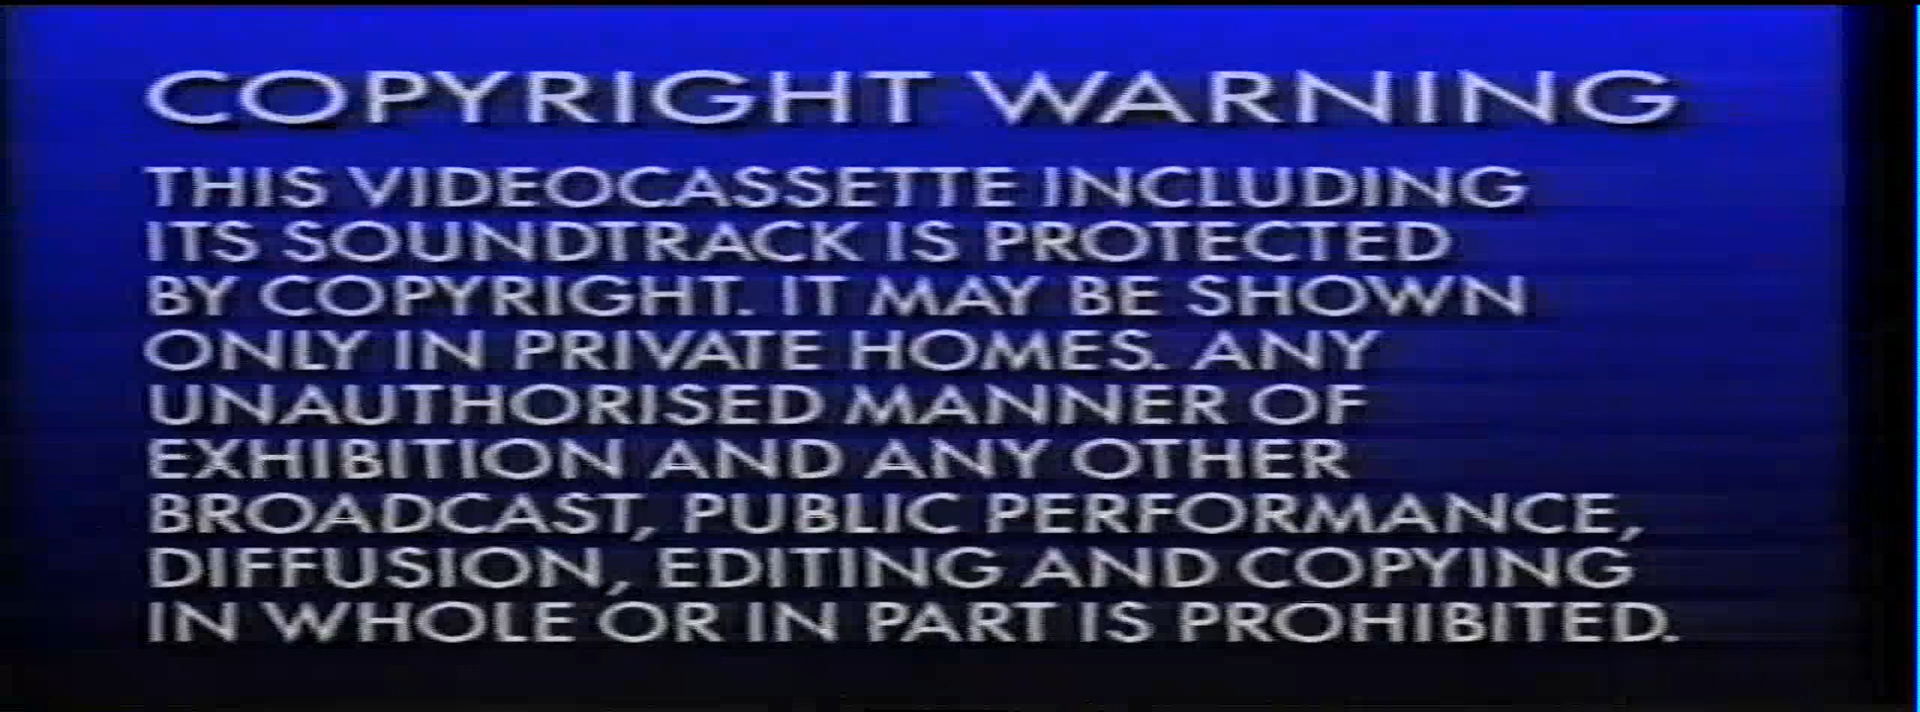 COPYRIGHT WARNING
THIS VIDEOCASSETTE INCLUDING
ITS SOUNDTRACK IS PROTECTED
BY COPYRIGHT. IT MAY BE SHOWN
ONLY IN PRIVATE HOMES. ANY
UNAUTHORISED MANNER OF
EXHIBITION AND ANY OTHER
BROADCAST, PUBLIC PERFORMANCE,
DIFFUSION, EDITING AND COPYING
IN WHOLE OR IN PART IS PROHIBITED.